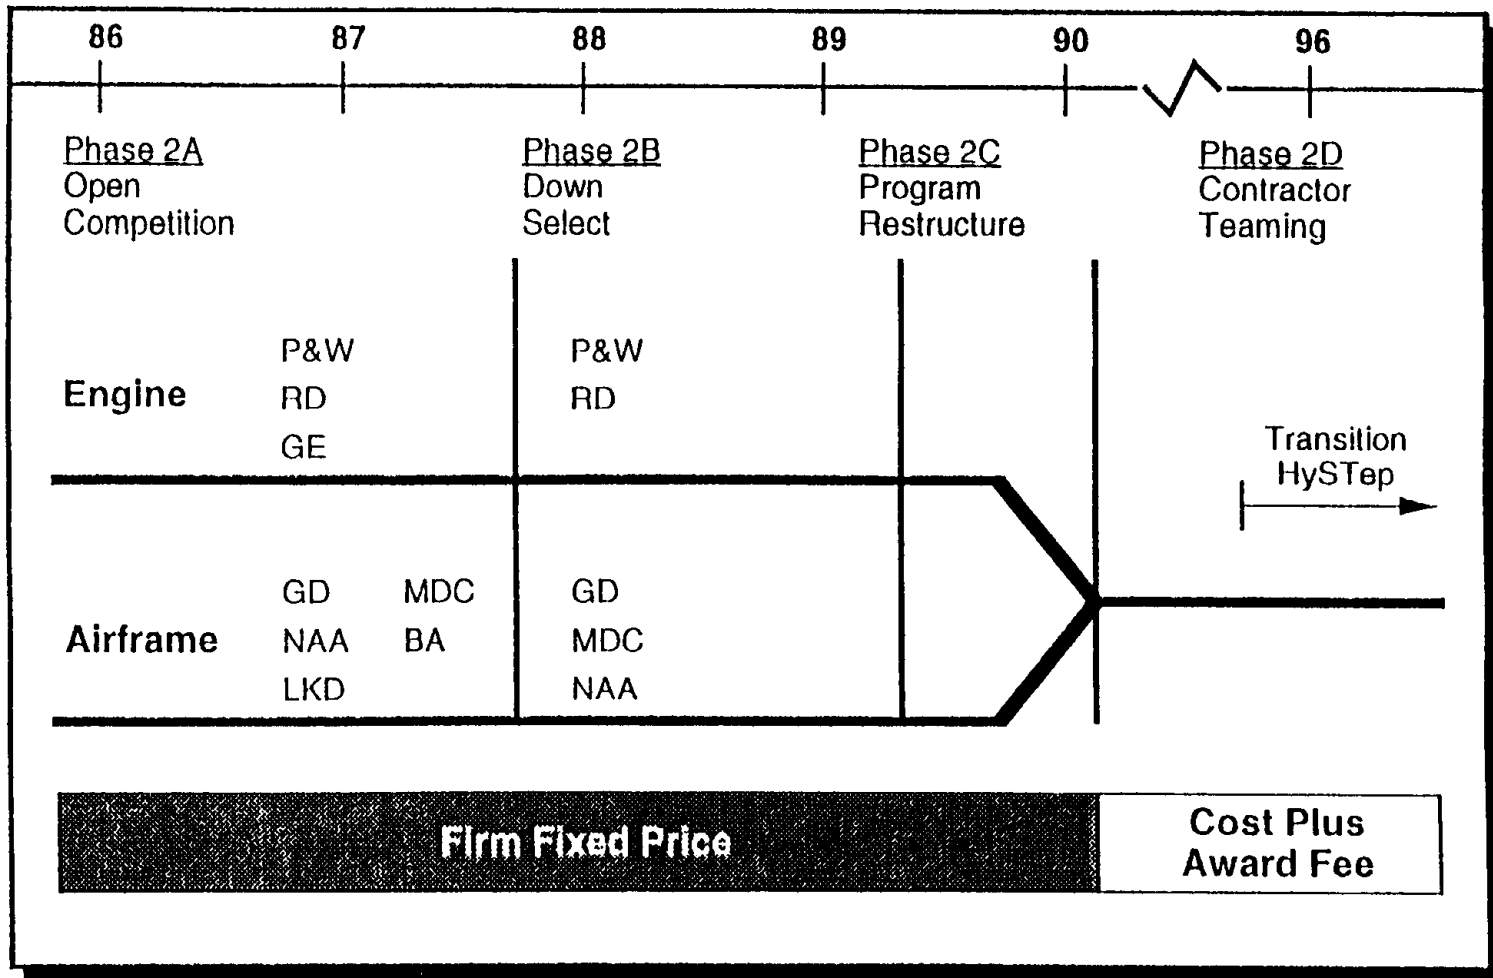 86 87 88 89 90 96
Phase 2A
Open
Competition
Phase 2B
Down
Select
Phase 2C
Program
Restructure
Phase 2D
Contractor
Teaming
Engine
P&W
RD
GE
P&W
RD
Transition
HySTep
Airframe
GD MDC
NAA BA
LKD
GD
MDC
NAA
Firm Fixed Price
Cost Plus
Award Fee